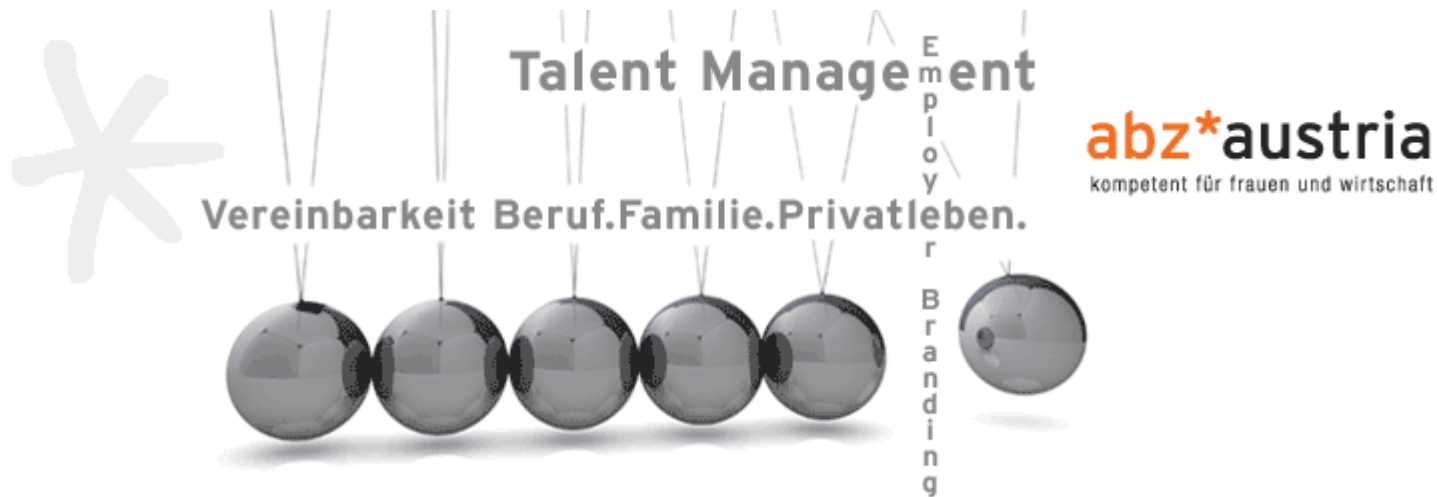 Talent Management
Employer Branding
abz*austria
kompetent für frauen und wirtschaft
Vereinbarkeit Beruf.Familie.Privatleben.